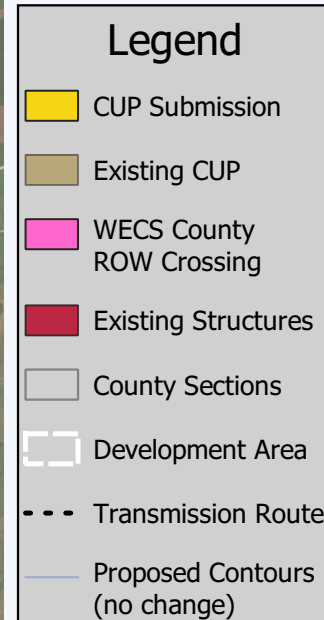 Legend
CUP Submission
Existing CUP
WECS County
ROW Crossing
Existing Structures
County Sections
Development Area
Transmission Route
Proposed Contours
(no change)